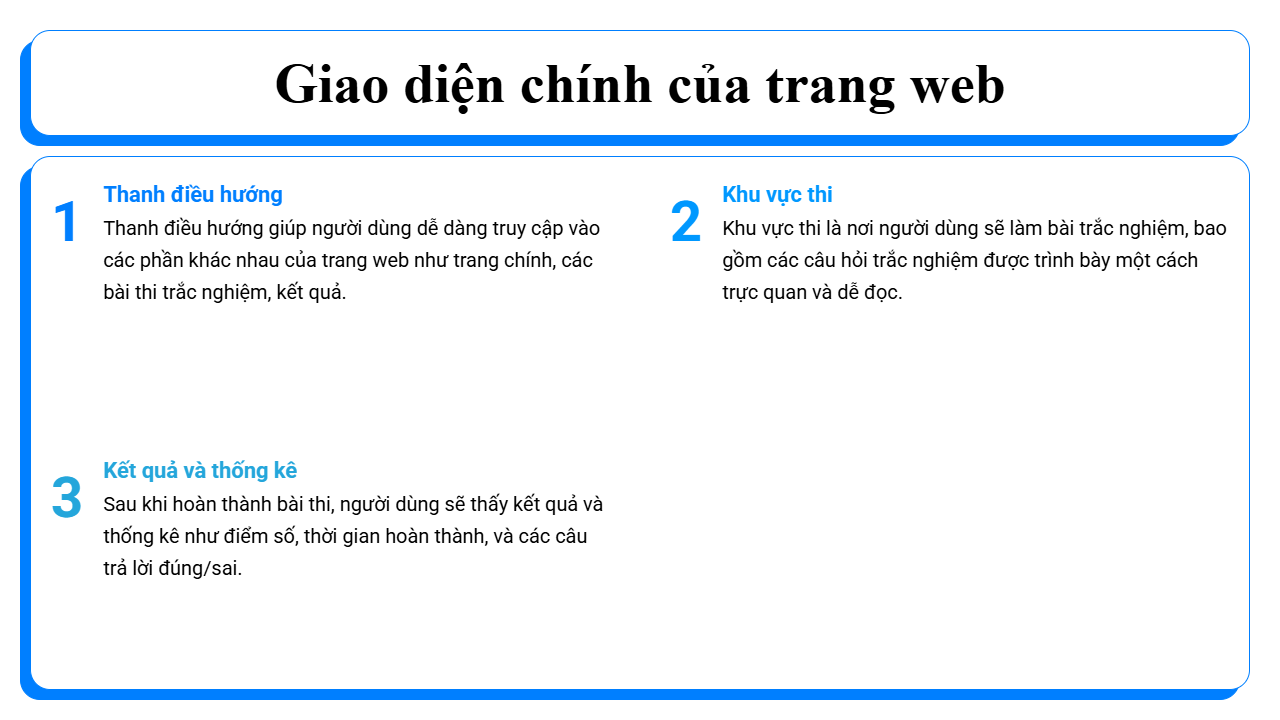 Giao diện chính của trang web
1
Thanh điều hướng
Thanh điều hướng giúp người dùng dễ dàng truy cập vào
các phần khác nhau của trang web như trang chính, các
bài thi trắc nghiệm, kết quả.
2
Khu vực thi
Khu vực thi là nơi người dùng sẽ làm bài trắc nghiệm, bao
gồm các câu hỏi trắc nghiệm được trình bày một cách
trực quan và dễ đọc.
3
Kết quả và thống kê
Sau khi hoàn thành bài thi, người dùng sẽ thấy kết quả và
thống kê như điểm số, thời gian hoàn thành, và các câu
trả lời đúng/sai.